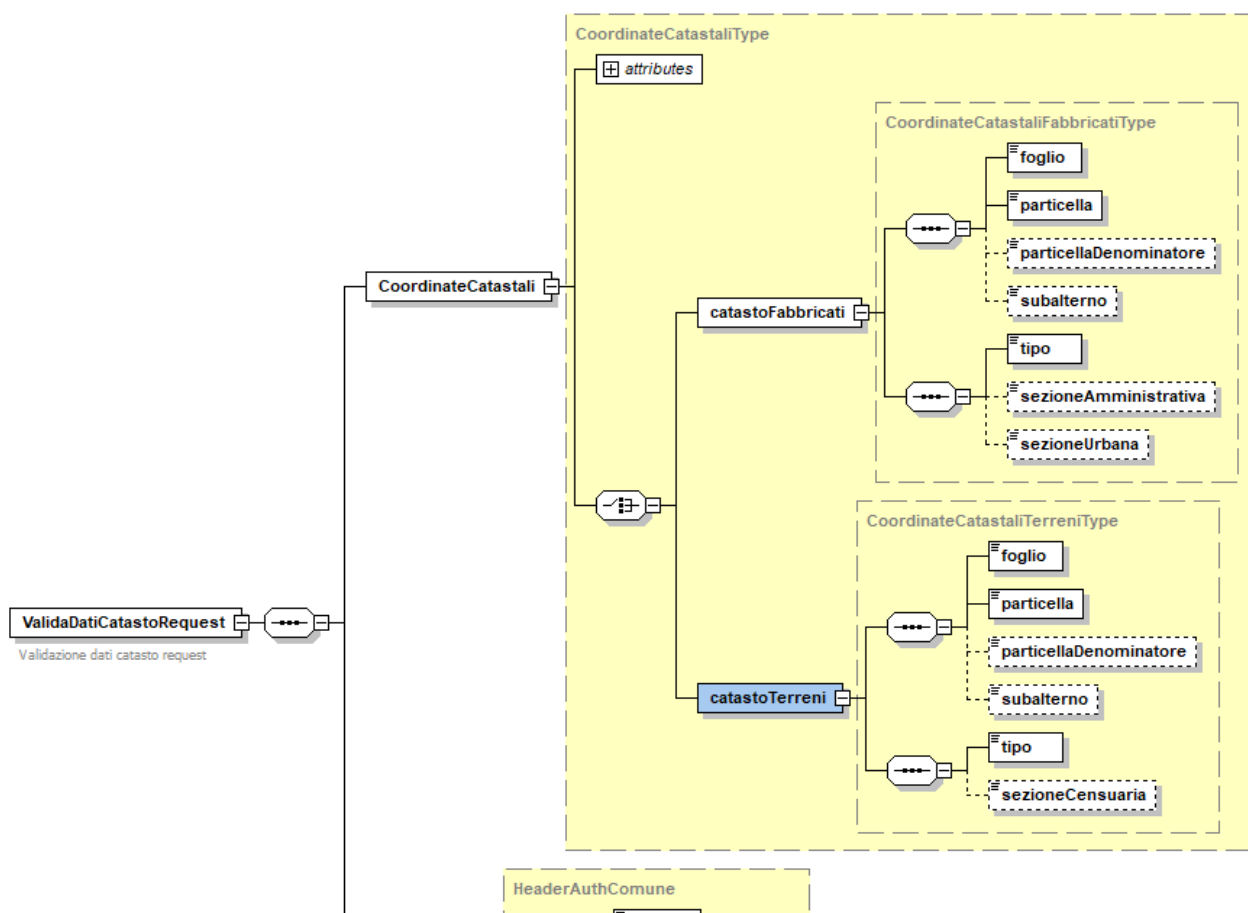 CoordinateCatastaliType
attributes
CoordinateCatastaliFabbricatiType
foglio
particella
particellaDenominatore
subalterno
CoordinateCatastali
catastoFabbricati
tipo
sezioneAmministrativa
sezioneUrbana
CoordinateCatastaliTerreniType
foglio
particella
ValidaDatiCatastoRequest
Validazione dati catasto request
particellaDenominatore
catastoTerreni
subalterno
tipo
sezioneCensuaria
HeaderAuthComune